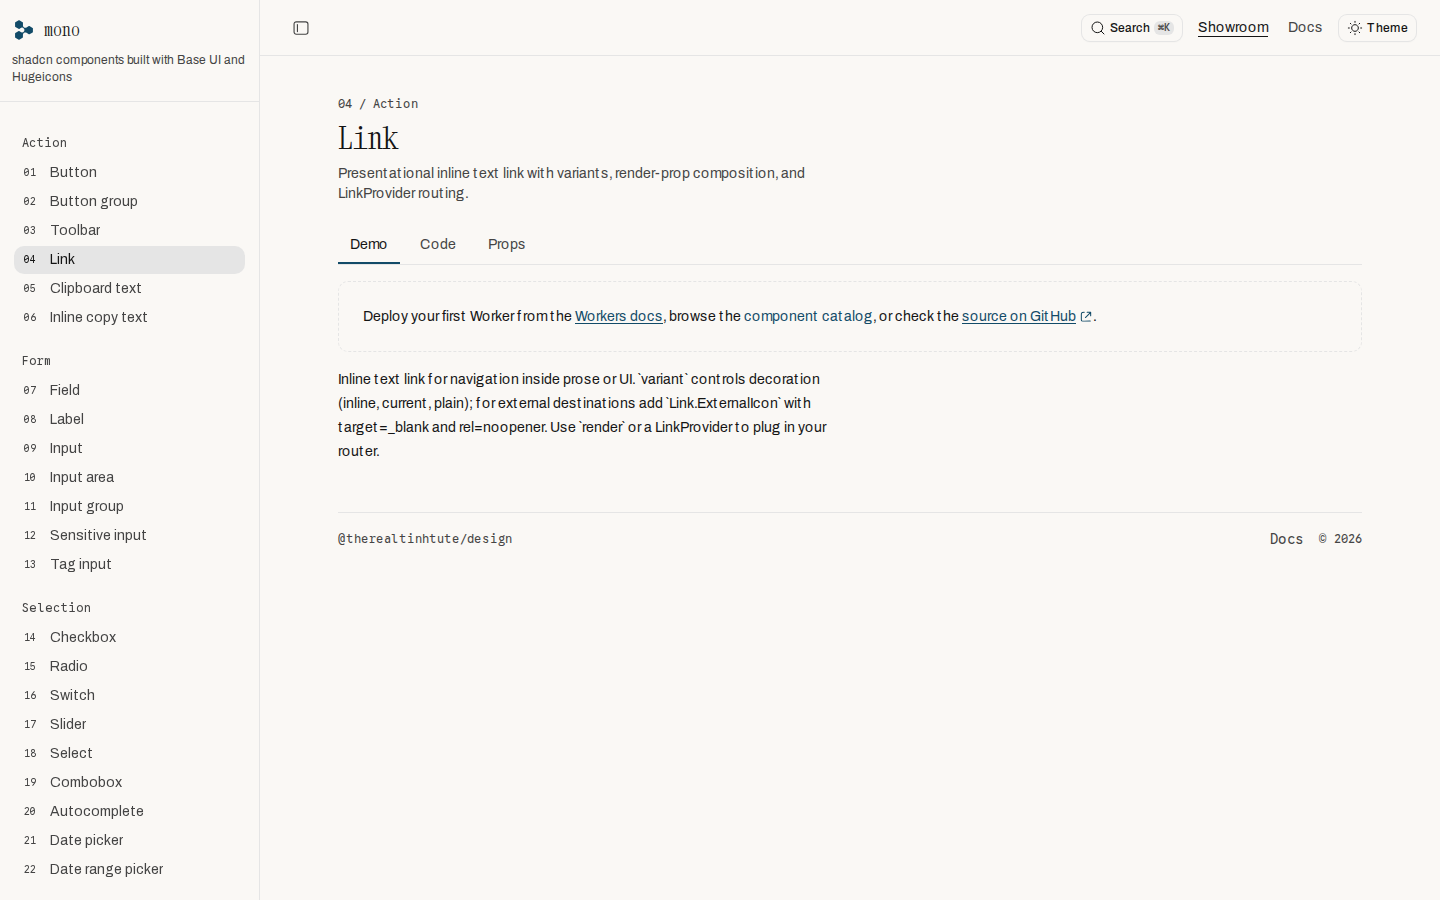 mono
shadcn components built with Base UI and
Hugeicons
Search ⌘K
Showroom
Docs
Theme
Action
01 Button
02 Button group
03 Toolbar
04 Link
05 Clipboard text
06 Inline copy text
Form
07 Field
08 Label
09 Input
10 Input area
11 Input group
12 Sensitive input
13 Tag input
Selection
14 Checkbox
15 Radio
16 Switch
17 Slider
18 Select
19 Combobox
20 Autocomplete
21 Date picker
22 Date range picker
04 / Action
Link
Presentational inline text link with variants, render-prop composition, and
LinkProvider routing.
Demo
Code
Props
Deploy your first Worker from the Workers docs, browse the component catalog, or check the source on GitHub.
Inline text link for navigation inside prose or UI. `variant` controls decoration
(inline, current, plain); for external destinations add `Link.ExternalIcon` with
target=_blank and rel=noopener. Use `render` or a LinkProvider to plug in your
router.
@therealtinhtute/design
Docs © 2026